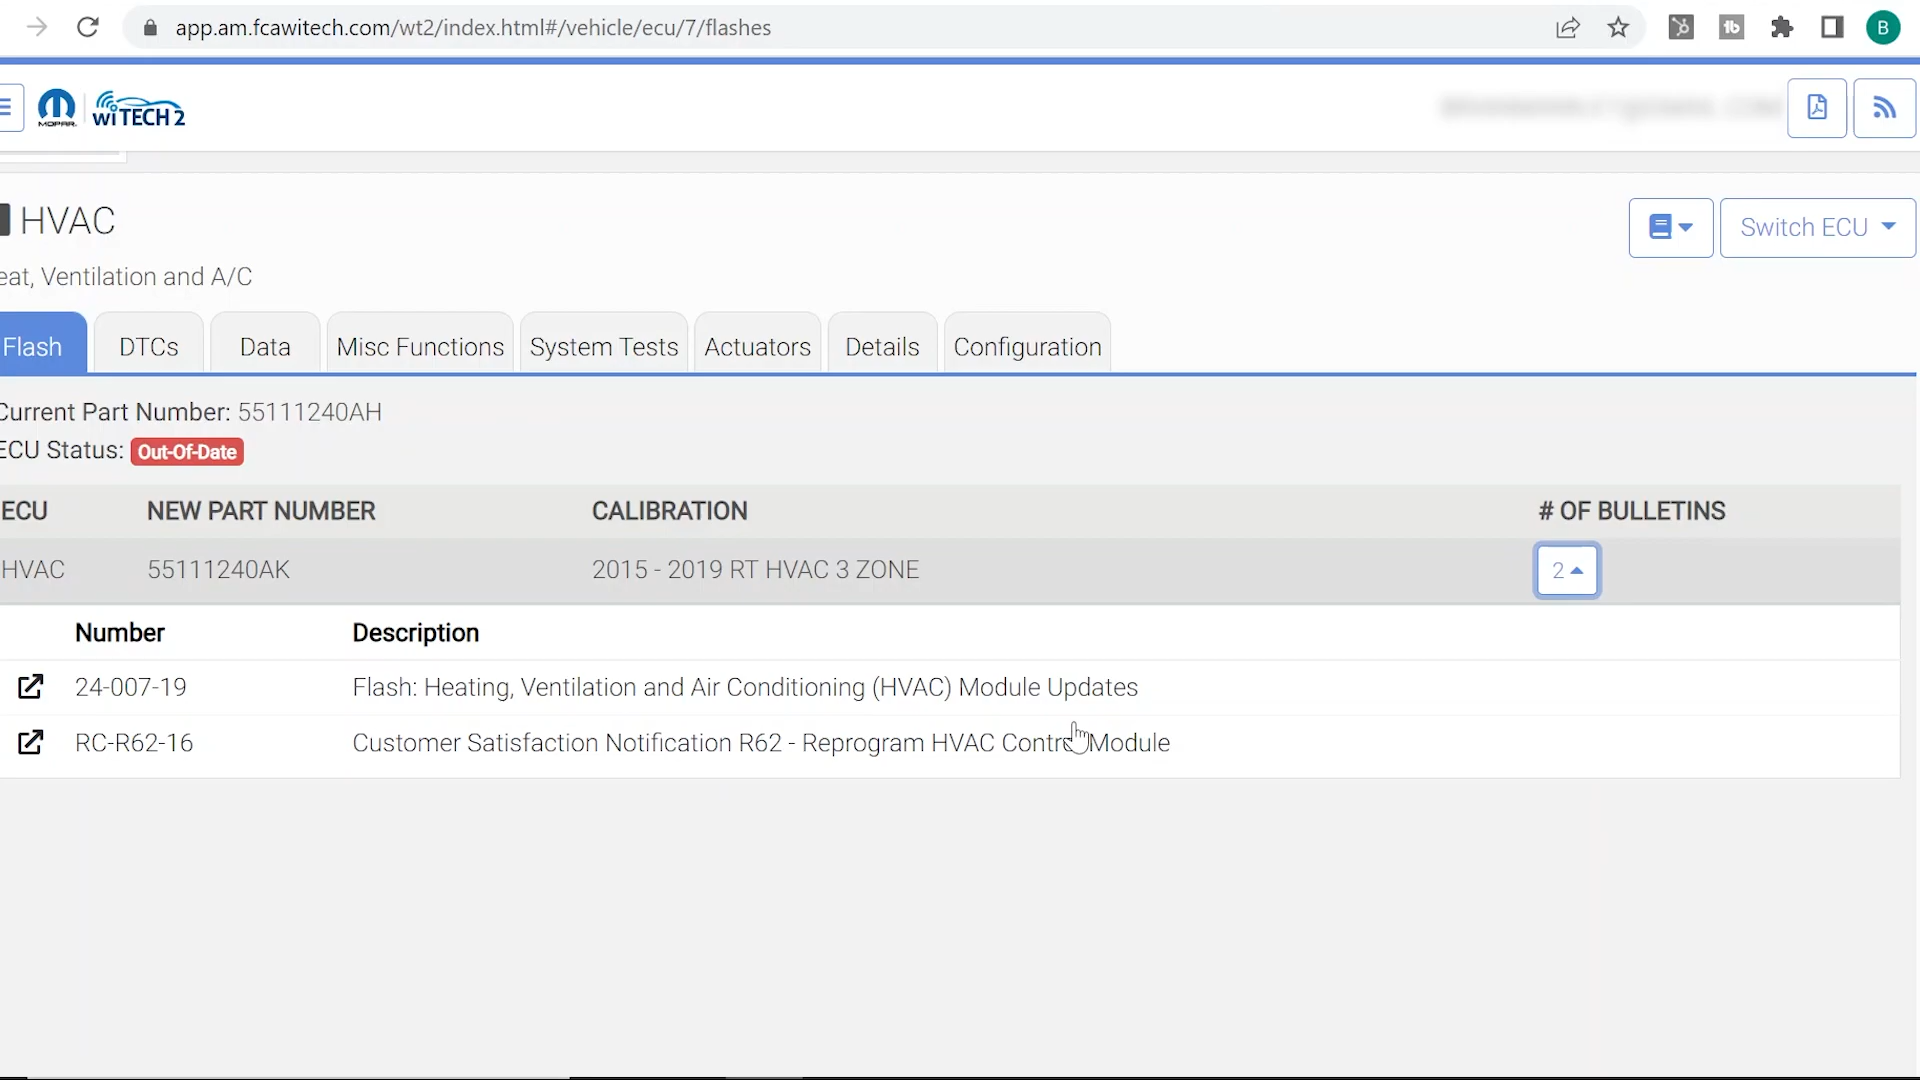 app.am.fcawitech.com/wt2/index.html#/vehicle/ecu/7/flashes
B
MOPAR
wiTECH 2
HVAC
Switch ECU
eat, Ventilation and A/C
Flash DTCs Data Misc Functions System Tests Actuators Details Configuration
Current Part Number: 55111240AH
ECU Status: Out-Of-Date
ECU NEW PART NUMBER CALIBRATION # OF BULLETINS
HVAC 55111240AK 2015 - 2019 RT HVAC 3 ZONE 2
Number Description
24-007-19 Flash: Heating, Ventilation and Air Conditioning (HVAC) Module Updates
RC-R62-16 Customer Satisfaction Notification R62 - Reprogram HVAC Control Module